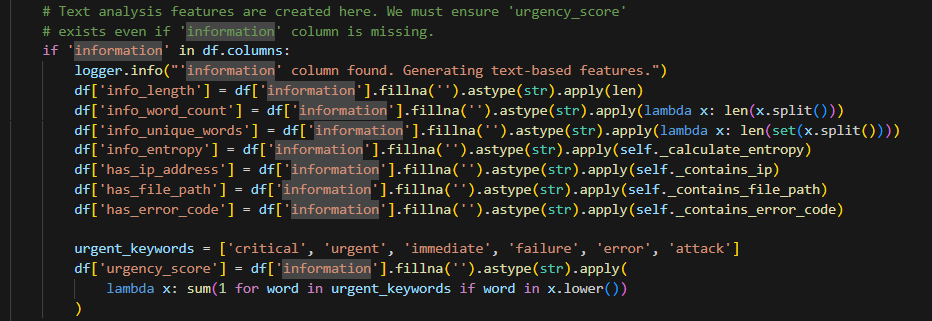 # Text analysis features are created here. We must ensure 'urgency_score'
# exists even if 'information' column is missing.
if 'information' in df.columns:
logger.info("'information' column found. Generating text-based features.")
df['info_length'] = df['information'].fillna('').astype(str).apply(len)
df['info_word_count'] = df['information'].fillna('').astype(str).apply(lambda x: len(x.split()))
df['info_unique_words'] = df['information'].fillna('').astype(str).apply(lambda x: len(set(x.split())))
df['info_entropy'] = df['information'].fillna('').astype(str).apply(self._calculate_entropy)
df['has_ip_address'] = df['information'].fillna('').astype(str).apply(self._contains_ip)
df['has_file_path'] = df['information'].fillna('').astype(str).apply(self._contains_file_path)
df['has_error_code'] = df['information'].fillna('').astype(str).apply(self._contains_error_code)
urgent_keywords = ['critical', 'urgent', 'immediate', 'failure', 'error', 'attack']
df['urgency_score'] = df['information'].fillna('').astype(str).apply(
lambda x: sum(1 for word in urgent_keywords if word in x.lower())
)